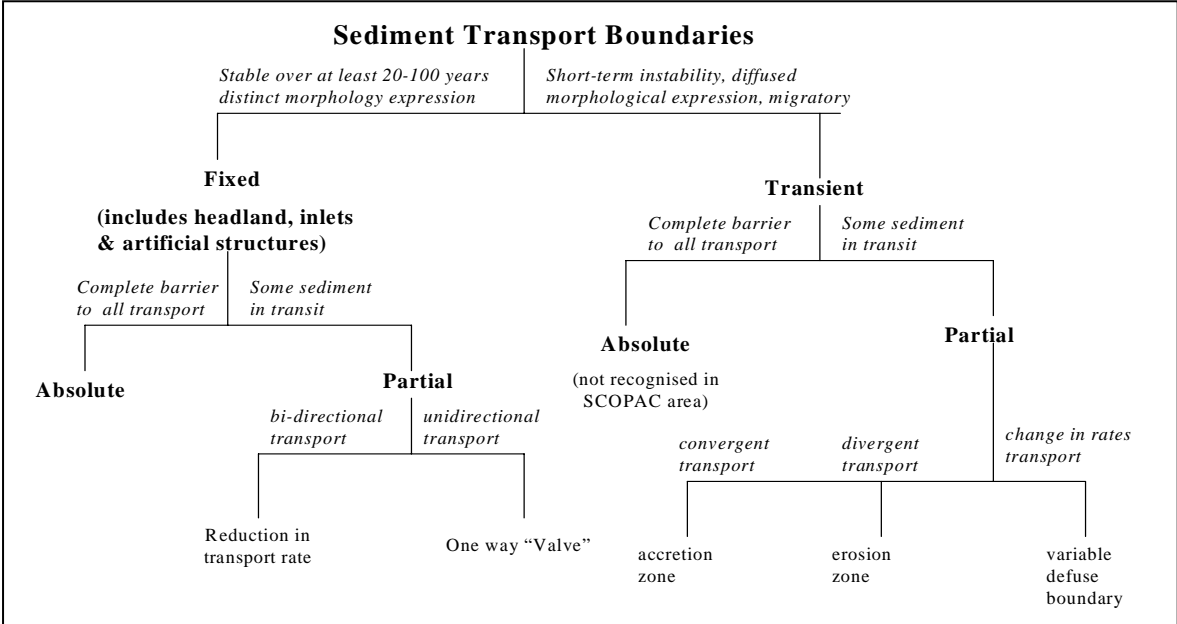 Sediment Transport Boundaries
Stable over at least 20-100 years
distinct morphology expression
Short-term instability, diffused
morphological expression, migratory
Fixed
(includes headland, inlets
& artificial structures)
Complete barrier
to all transport
Some sediment
in transit
Absolute
Partial
bi-directional
transport
unidirectional
transport
Reduction in
transport rate
One way “Valve”
Transient
Complete barrier
to all transport
Some sediment
in transit
Absolute
(not recognised in
SCOPAC area)
Partial
convergent
transport
divergent
transport
change in rates
transport
accretion
zone
erosion
zone
variable
defuse
boundary